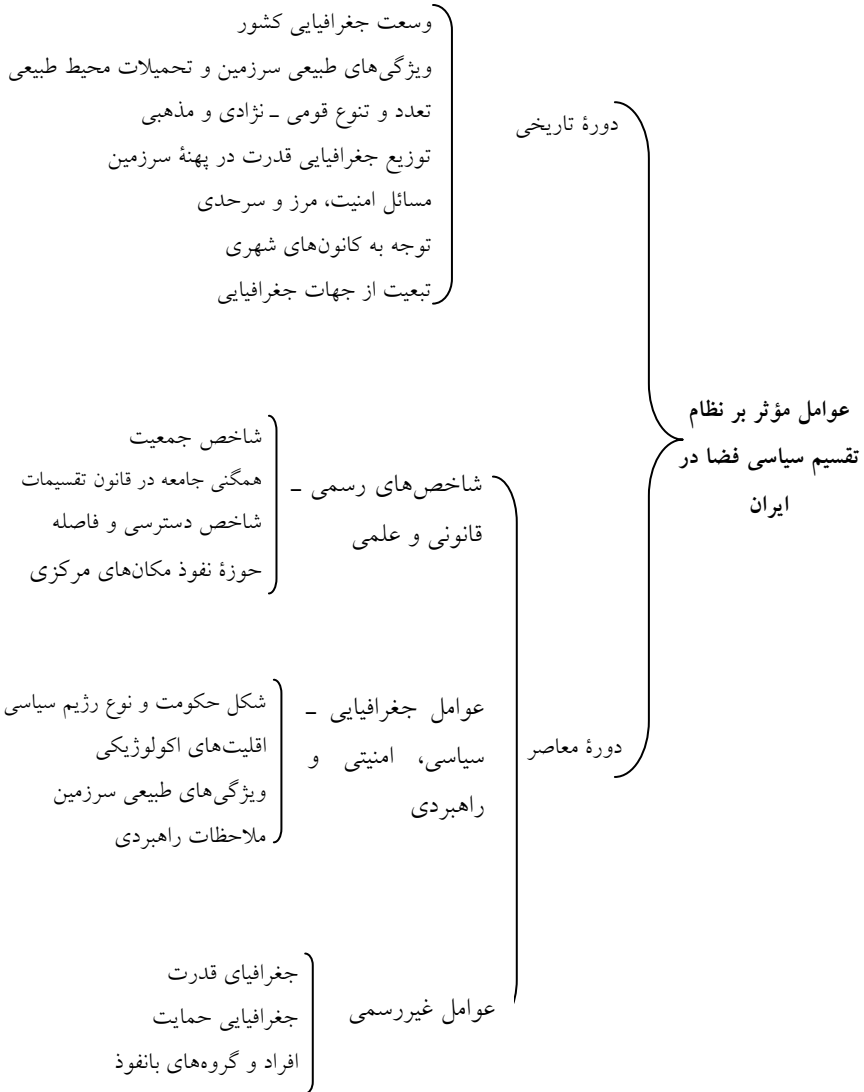 عوامل مؤثر بر نظام
تقسیم سیاسی فضا در
ایران
دورهٔ تاریخی
وسعت جغرافیایی کشور
ویژگی‌های طبیعی سرزمین و تحمیلات محیط طبیعی
تعدد و تنوع قومی ـ نژادی و مذهبی
توزیع جغرافیایی قدرت در پهنهٔ سرزمین
مسائل امنیت، مرز و سرحدی
توجه به کانون‌های شهری
تبعیت از جهات جغرافیایی
دورهٔ معاصر
شاخص‌های رسمی ـ
قانونی و علمی
شاخص جمعیت
همگنی جامعه در قانون تقسیمات
شاخص دسترسی و فاصله
حوزهٔ نفوذ مکان‌های مرکزی
عوامل جغرافیایی ـ
سیاسی، امنیتی و
راهبردی
شکل حکومت و نوع رژیم سیاسی
اقلیت‌های اکولوژیکی
ویژگی‌های طبیعی سرزمین
ملاحظات راهبردی
عوامل غیررسمی
جغرافیای قدرت
جغرافیایی حمایت
افراد و گروه‌های بانفوذ